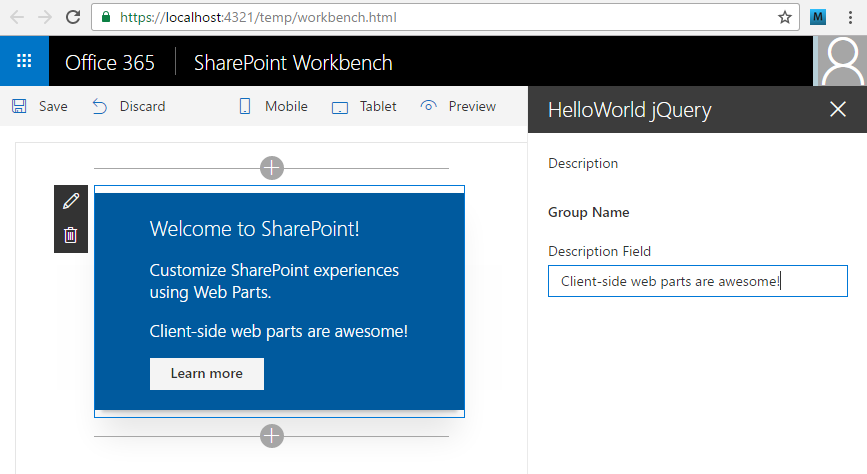 https://localhost:4321/temp/workbench.html
M
Office 365 SharePoint Workbench
Save Discard Mobile Tablet Preview
HelloWorld jQuery
Description
Group Name
Description Field
Client-side web parts are awesome!
Welcome to SharePoint!
Customize SharePoint experiences
using Web Parts.
Client-side web parts are awesome!
Learn more